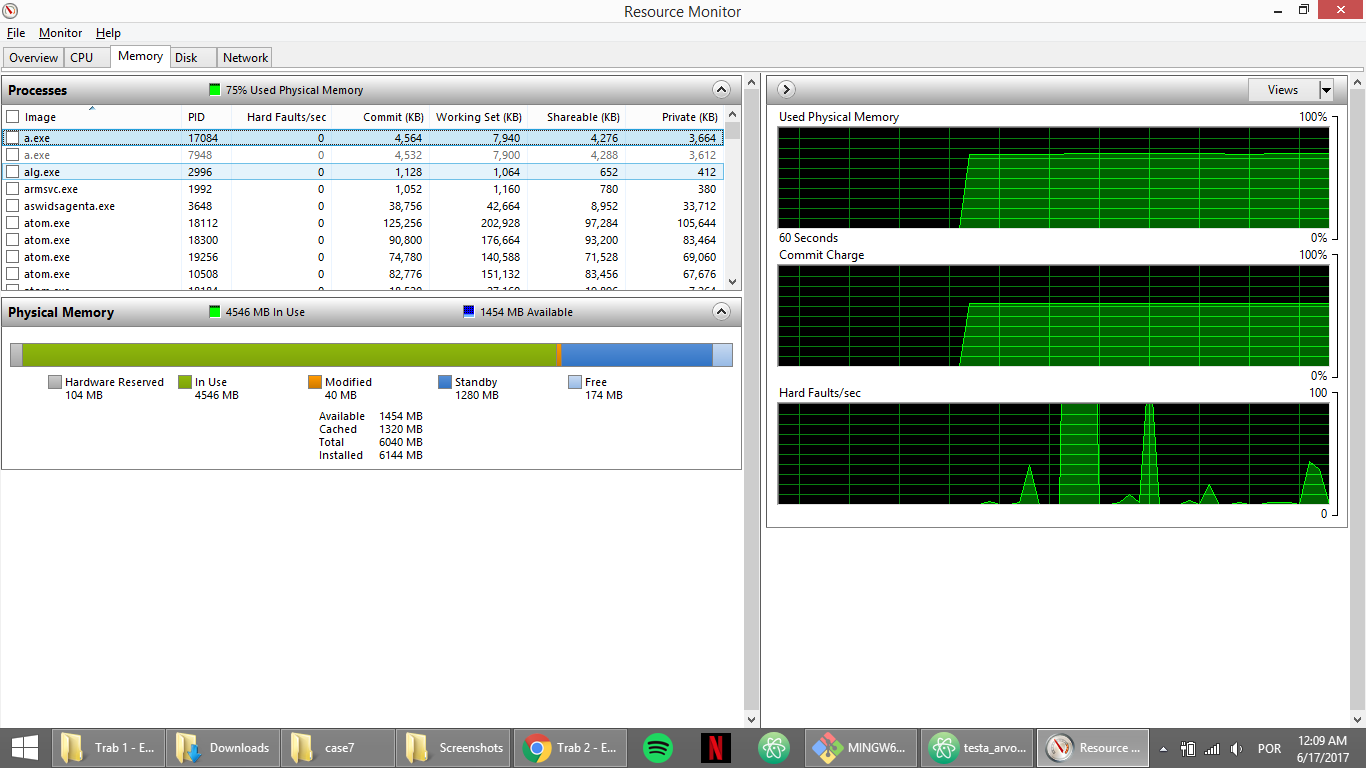 Resource Monitor
File Monitor Help
Overview CPU Memory Disk Network
Processes 75% Used Physical Memory
Image PID Hard Faults/sec Commit (KB) Working Set (KB) Shareable (KB) Private (KB)
a.exe 17084 0 4,564 7,940 4,276 3,664
a.exe 7948 0 4,532 7,900 4,288 3,612
alg.exe 2996 0 1,128 1,064 652 412
armsvc.exe 1992 0 1,052 1,160 780 380
aswidsagenta.exe 3648 0 38,756 42,664 8,952 33,712
atom.exe 18112 0 125,256 202,928 97,284 105,644
atom.exe 18300 0 90,800 176,664 93,200 83,464
atom.exe 19256 0 74,780 140,588 71,528 69,060
atom.exe 10508 0 82,776 151,132 83,456 67,676
Physical Memory 4546 MB In Use 1454 MB Available
Hardware Reserved In Use Modified Standby Free
104 MB 4546 MB 40 MB 1280 MB 174 MB
Available 1454 MB
Cached 1320 MB
Total 6040 MB
Installed 6144 MB
Views
Used Physical Memory 100%
60 Seconds 0%
Commit Charge 100%
0%
Hard Faults/sec 100
0
Trab 1 - E... Downloads case7 Screenshots Trab 2 - E... N MINGW6... testa_arvo... Resource ... POR 12:09 AM
6/17/2017